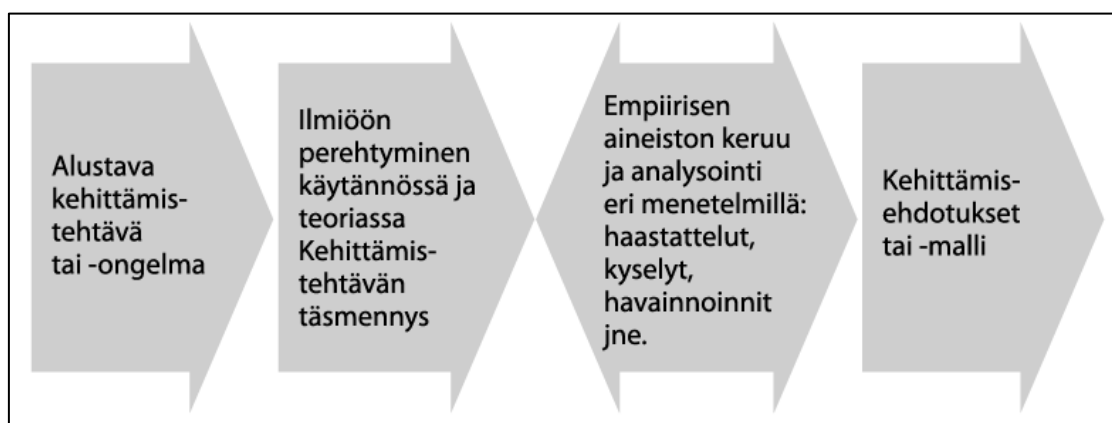 Alustava
kehittämis-
tehtävä
tai -ongelma
Ilmiöön
perehtyminen
käytännössä ja
teoriassa
Kehittämis-
tehtävän
täsmennys
Empiirisen
aineiston keruu
ja analysointi
eri menetelmillä:
haastattelut,
kyselyt,
havainnoinnit
jne.
Kehittämis-
ehdotukset
tai -malli